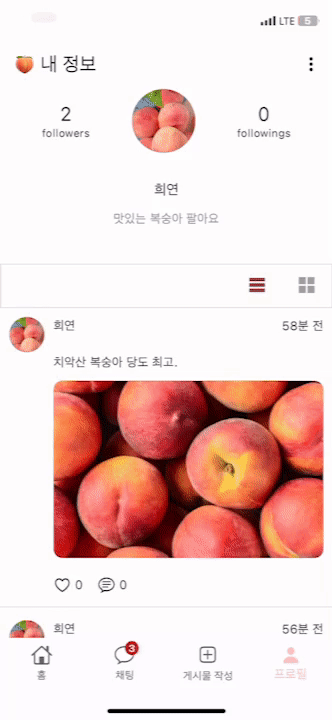 LTE 5
내 정보
2
followers
0
followings
희연
맛있는 복숭아 팔아요
희연
58분 전
치악산 복숭아 당도 최고.
0
0
희연
56분 전
3
홈
채팅
게시물 작성
프로필